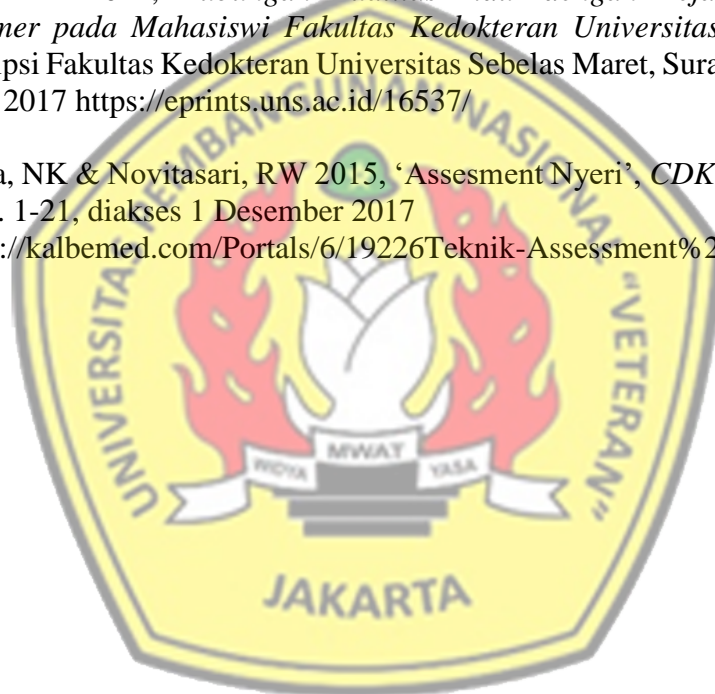 mer pada Mahasiswi Fakultas Kedokteran Universitas
psi Fakultas Kedokteran Universitas Sebelas Maret, Sura
2017 https://eprints.uns.ac.id/16537/
a, NK & Novitasari, RW 2015, ‘Assesment Nyeri’, CDK
. 1-21, diakses 1 Desember 2017
://kalbemed.com/Portals/6/19226Teknik-Assessment%2
UNIVERSITAS PEMBANGUNAN NASIONAL "VETERAN"
WIDYA MWAT YASA
JAKARTA